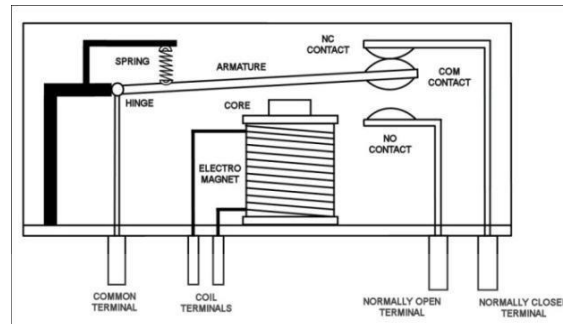 NC
CONTACT
SPRING
ARMATURE
COM
CONTACT
HINGE
CORE
NO
CONTACT
ELECTRO
MAGNET
COMMON
TERMINAL
COIL
TERMINALS
NORMALLY OPEN
TERMINAL
NORMALLY CLOSE
TERMINAL